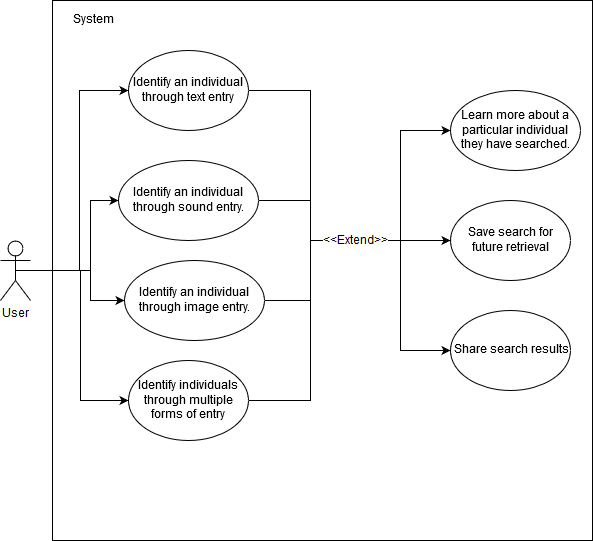 System
Identify an individual
through text entry
Identify an individual
through sound entry.
Identify an individual
through image entry.
Identify individuals
through multiple
forms of entry
User
<<Extend>>
Learn more about a
particular individual
they have searched.
Save search for
future retrieval
Share search results